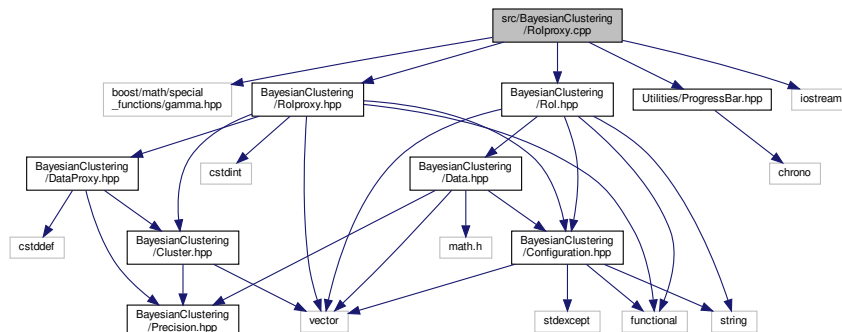 src/BayesianClustering
/RoIproxy.cpp
boost/math/special
_functions/gamma.hpp
BayesianClustering
/RoIproxy.hpp
BayesianClustering
/RoI.hpp
Utilities/ProgressBar.hpp
iostream
BayesianClustering
/DataProxy.hpp
cstdint
BayesianClustering
/Data.hpp
chrono
cstddef
BayesianClustering
/Cluster.hpp
math.h
BayesianClustering
/Configuration.hpp
BayesianClustering
/Precision.hpp
vector
stdexcept
functional
string